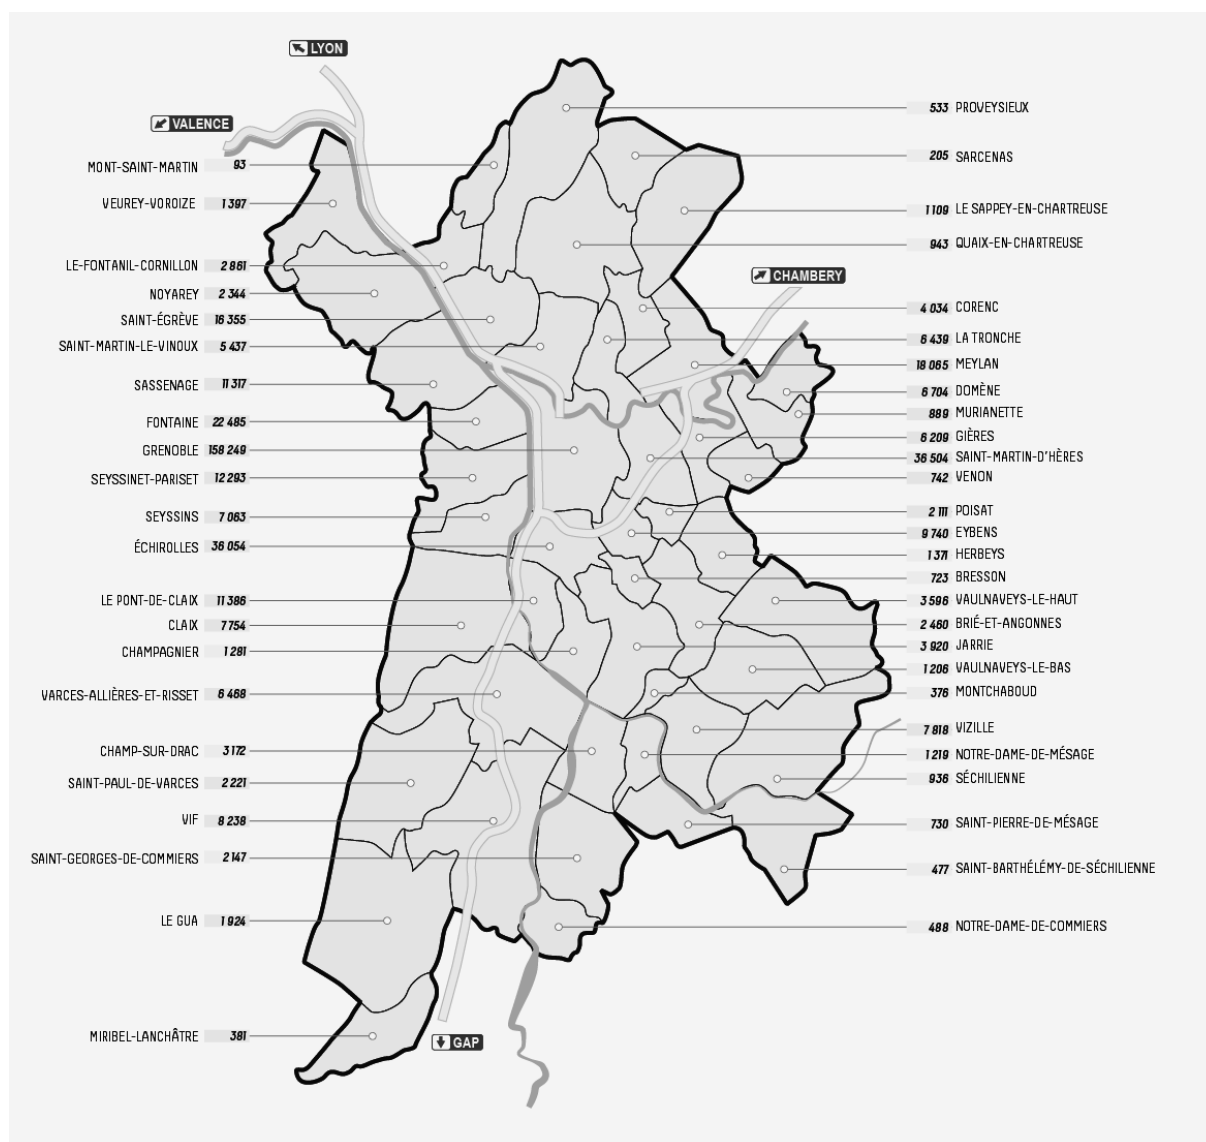 LYON
VALENCE
CHAMBERY
GAP
MONT-SAINT-MARTIN 93
VEUREY-VOROIZE 1 397
LE-FONTANIL-CORNILLON 2 861
NOYAREY 2 344
SAINT-ÉGRÈVE 16 355
SAINT-MARTIN-LE-VINOUX 5 437
SASSENAGE 11 317
FONTAINE 22 485
GRENOBLE 158 249
SEYSSINET-PARISET 12 293
SEYSSINS 7 063
ÉCHIROLLES 36 054
LE PONT-DE-CLAIX 11 386
CLAIX 7 754
CHAMPAGNIER 1 281
VARCES-ALLIÈRES-ET-RISSET 6 468
CHAMP-SUR-DRAC 3 172
SAINT-PAUL-DE-VARCES 2 221
VIF 8 238
SAINT-GEORGES-DE-COMMIERS 2 147
LE GUA 1 924
MIRIBEL-LANCHÂTRE 381
533 PROVEYSIEUX
205 SARCENAS
1 109 LE SAPPEY-EN-CHARTREUSE
943 QUAIX-EN-CHARTREUSE
4 034 CORENC
6 439 LA TRONCHE
18 065 MEYLAN
6 704 DOMÈNE
889 MURIANETTE
6 209 GIÈRES
36 504 SAINT-MARTIN-D'HÈRES
742 VENON
2 111 POISAT
9 740 EYBENS
1 371 HERBEYS
723 BRESSON
3 596 VAULNAVEYS-LE-HAUT
2 460 BRIÉ-ET-ANGONNES
3 920 JARRIE
1 206 VAULNAVEYS-LE-BAS
376 MONTCHABOUD
7 818 VIZILLE
1 219 NOTRE-DAME-DE-MÉSAGE
936 SÉCHILIENNE
730 SAINT-PIERRE-DE-MÉSAGE
477 SAINT-BARTHÉLÉMY-DE-SÉCHILIENNE
488 NOTRE-DAME-DE-COMMIERS